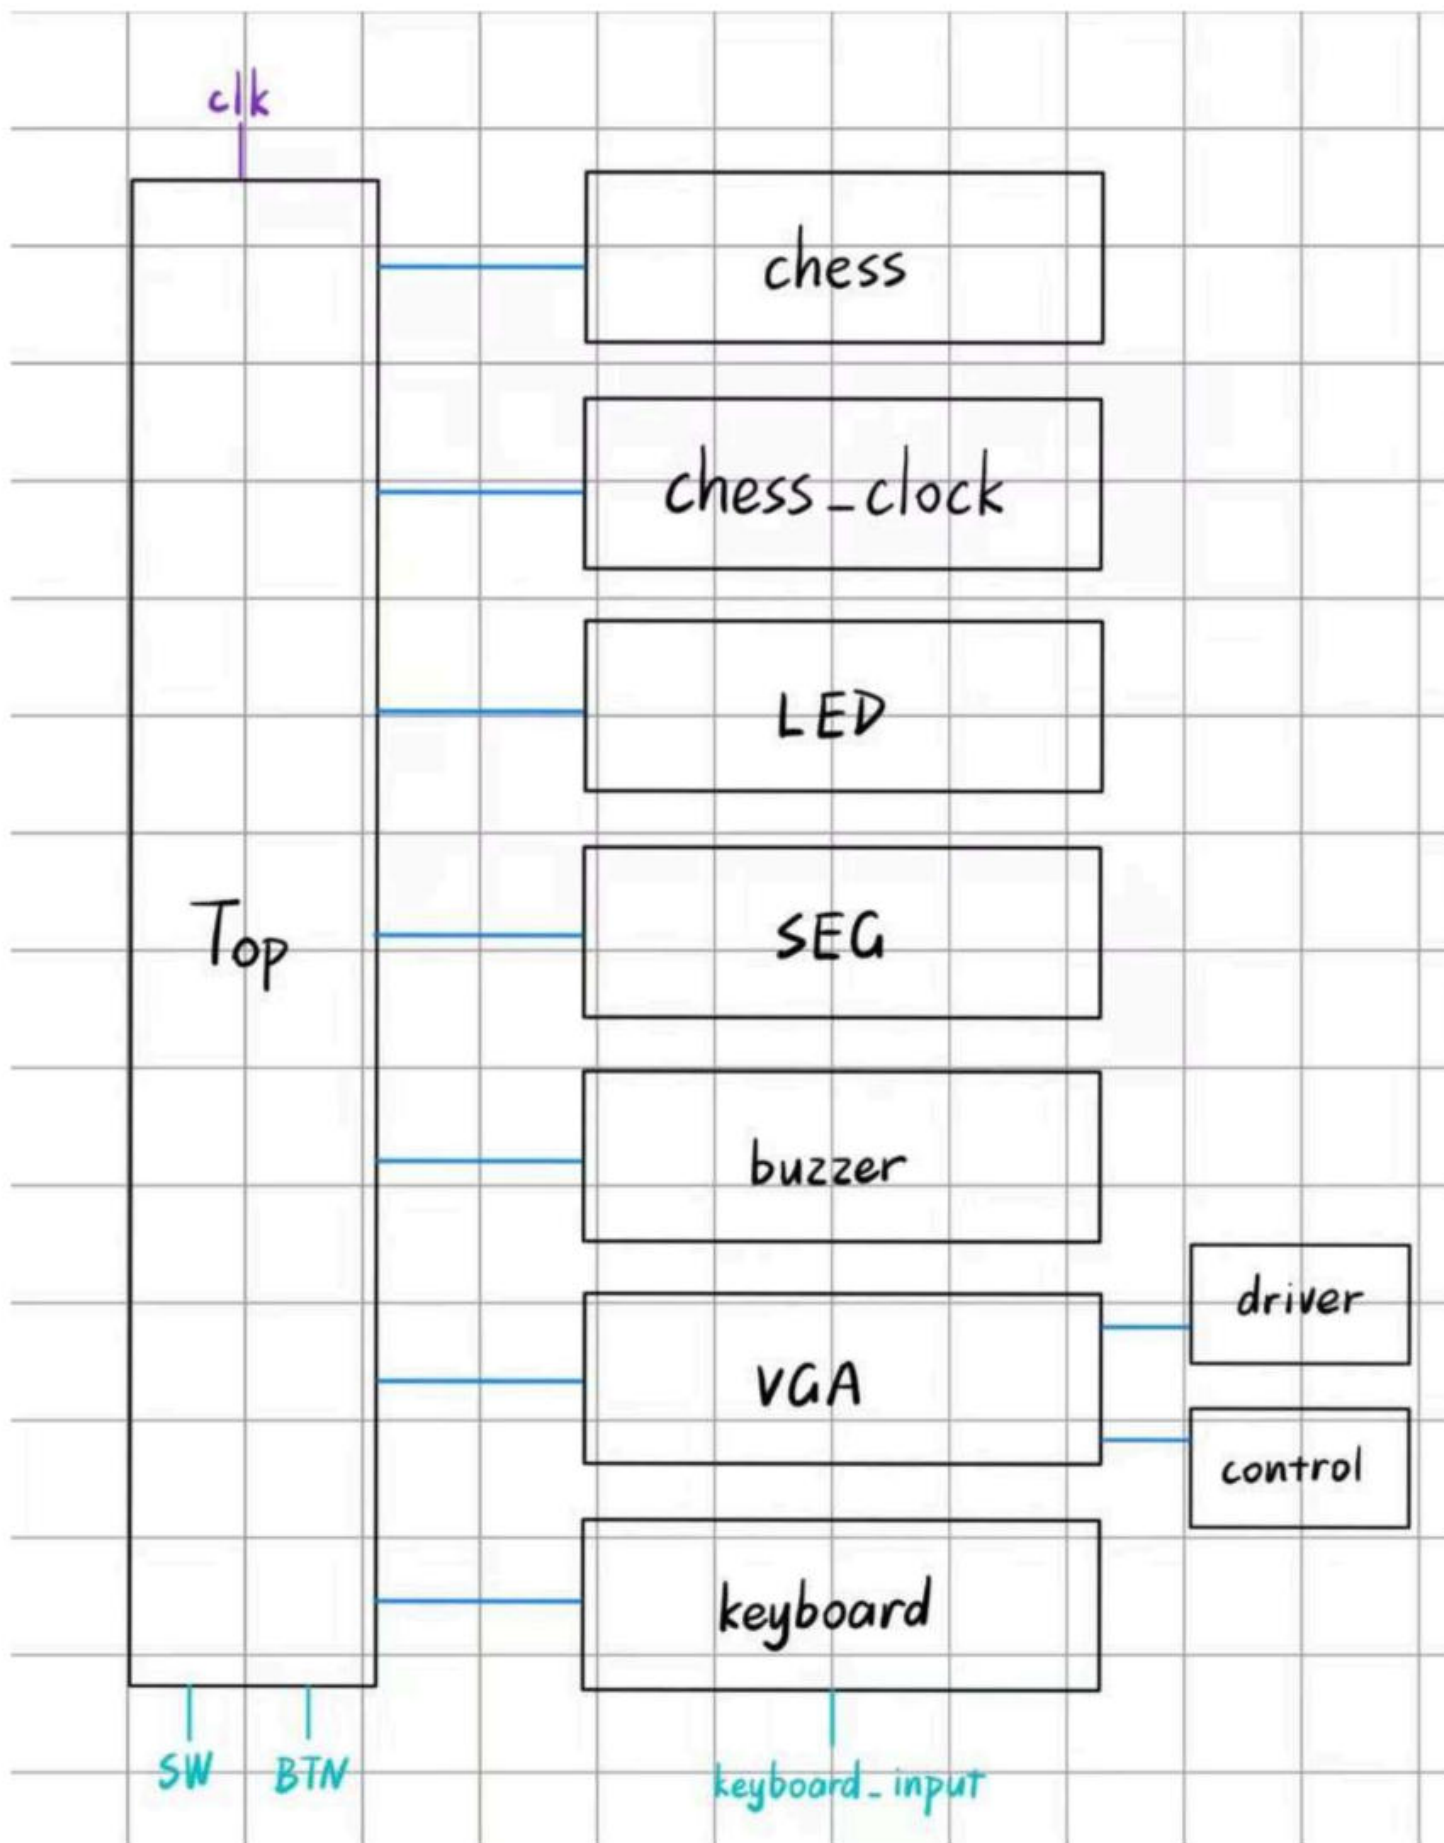 clk
chess
chess_clock
LED
SEG
Top
buzzer
driver
VGA
control
keyboard
SW
BTN
keyboard_input